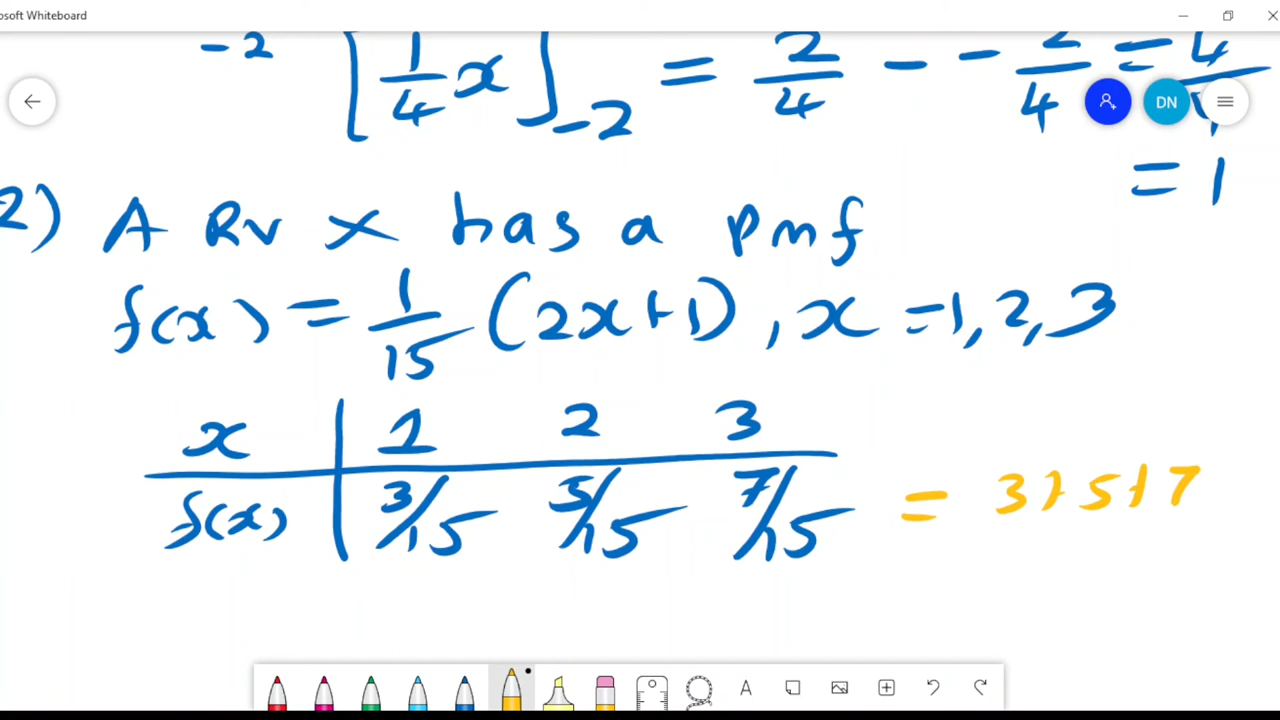 osoft Whiteboard
-2 [1/4 x]-2 = 2/4 - - 2/4 = 4/4
DN
= 1
2) A RV X has a pmf
f(x) = 1/15 (2x+1), x = 1, 2, 3
x | 1 2 3
f(x) | 3/15 5/15 7/15 = 3+5+7
A